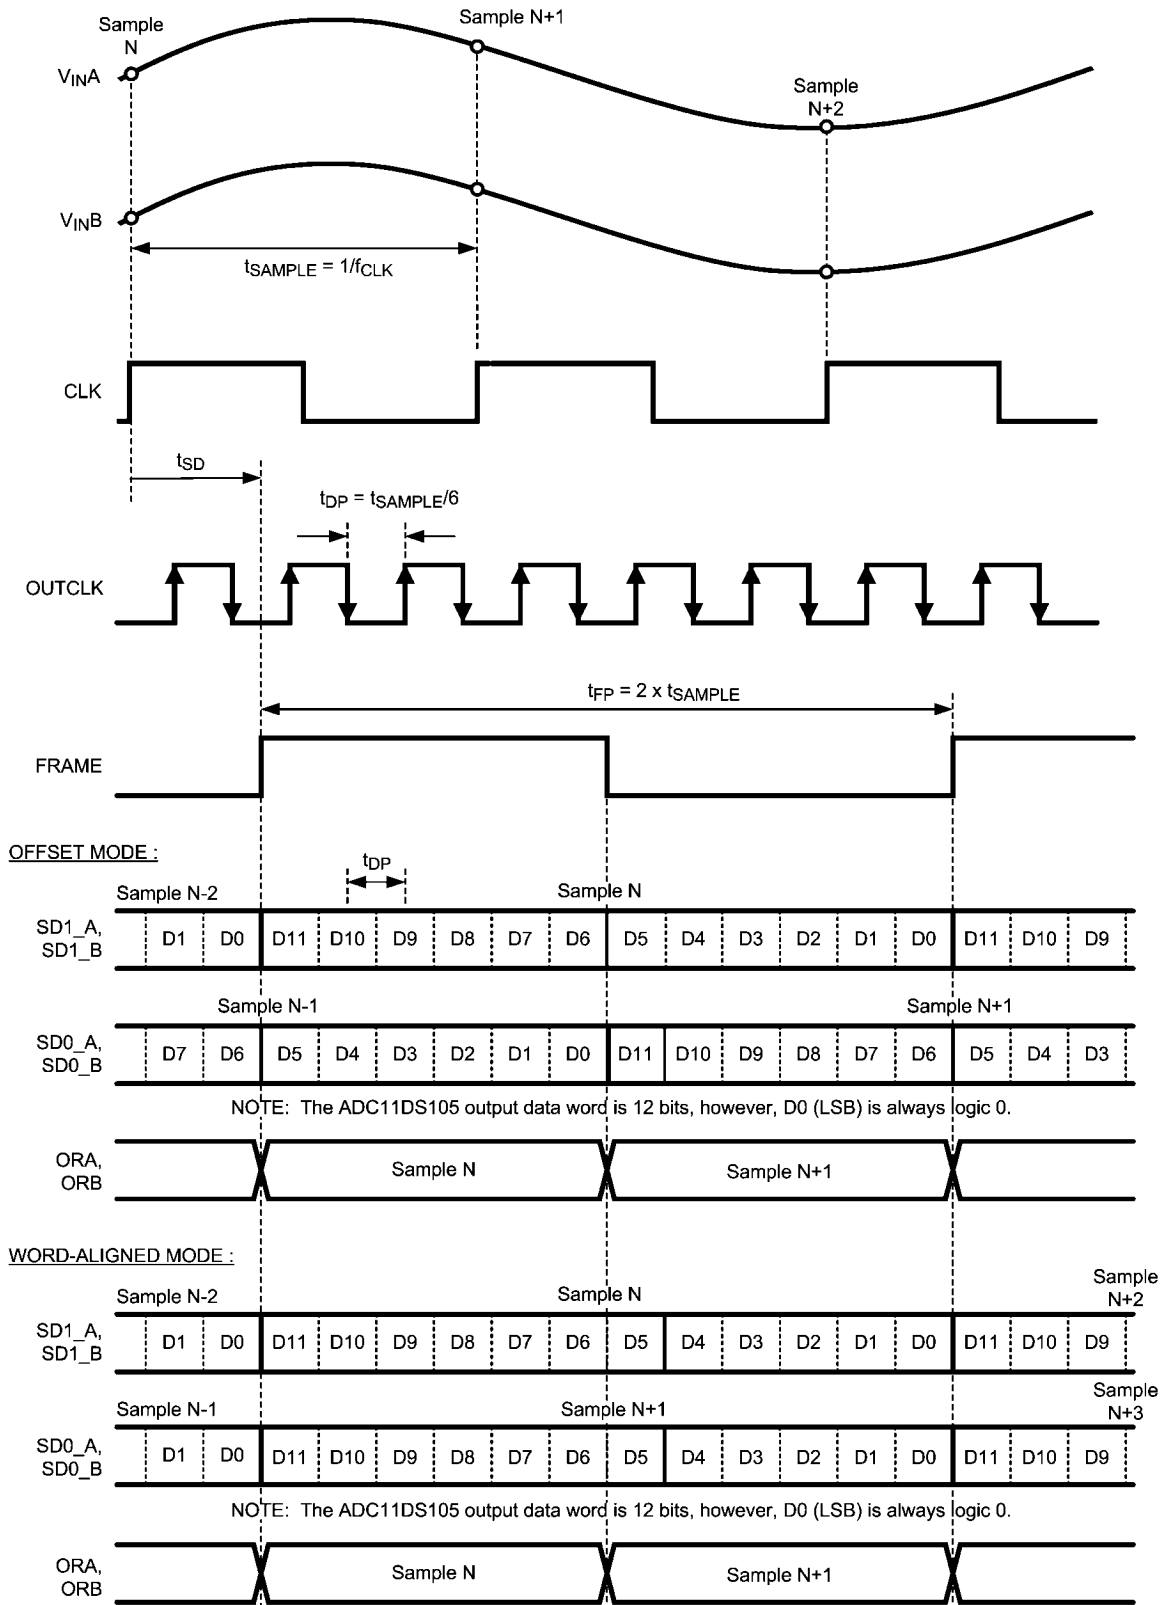 Sample
N
Sample N+1
VINA
Sample
N+2
VINB
tSAMPLE = 1/fCLK
CLK
tSD
tDP = tSAMPLE/6
OUTCLK
tFP = 2 x tSAMPLE
FRAME
OFFSET MODE :
tDP
Sample N-2
Sample N
SD1_A,
SD1_B
D1 D0 D11 D10 D9 D8 D7 D6 D5 D4 D3 D2 D1 D0 D11 D10 D9
Sample N-1
Sample N+1
SD0_A,
SD0_B
D7 D6 D5 D4 D3 D2 D1 D0 D11 D10 D9 D8 D7 D6 D5 D4 D3
NOTE: The ADC11DS105 output data word is 12 bits, however, D0 (LSB) is always logic 0.
ORA,
ORB
Sample N
Sample N+1
WORD-ALIGNED MODE :
Sample N-2
Sample N
Sample
N+2
SD1_A,
SD1_B
D1 D0 D11 D10 D9 D8 D7 D6 D5 D4 D3 D2 D1 D0 D11 D10 D9
Sample N-1
Sample N+1
Sample
N+3
SD0_A,
SD0_B
D1 D0 D11 D10 D9 D8 D7 D6 D5 D4 D3 D2 D1 D0 D11 D10 D9
NOTE: The ADC11DS105 output data word is 12 bits, however, D0 (LSB) is always logic 0.
ORA,
ORB
Sample N
Sample N+1